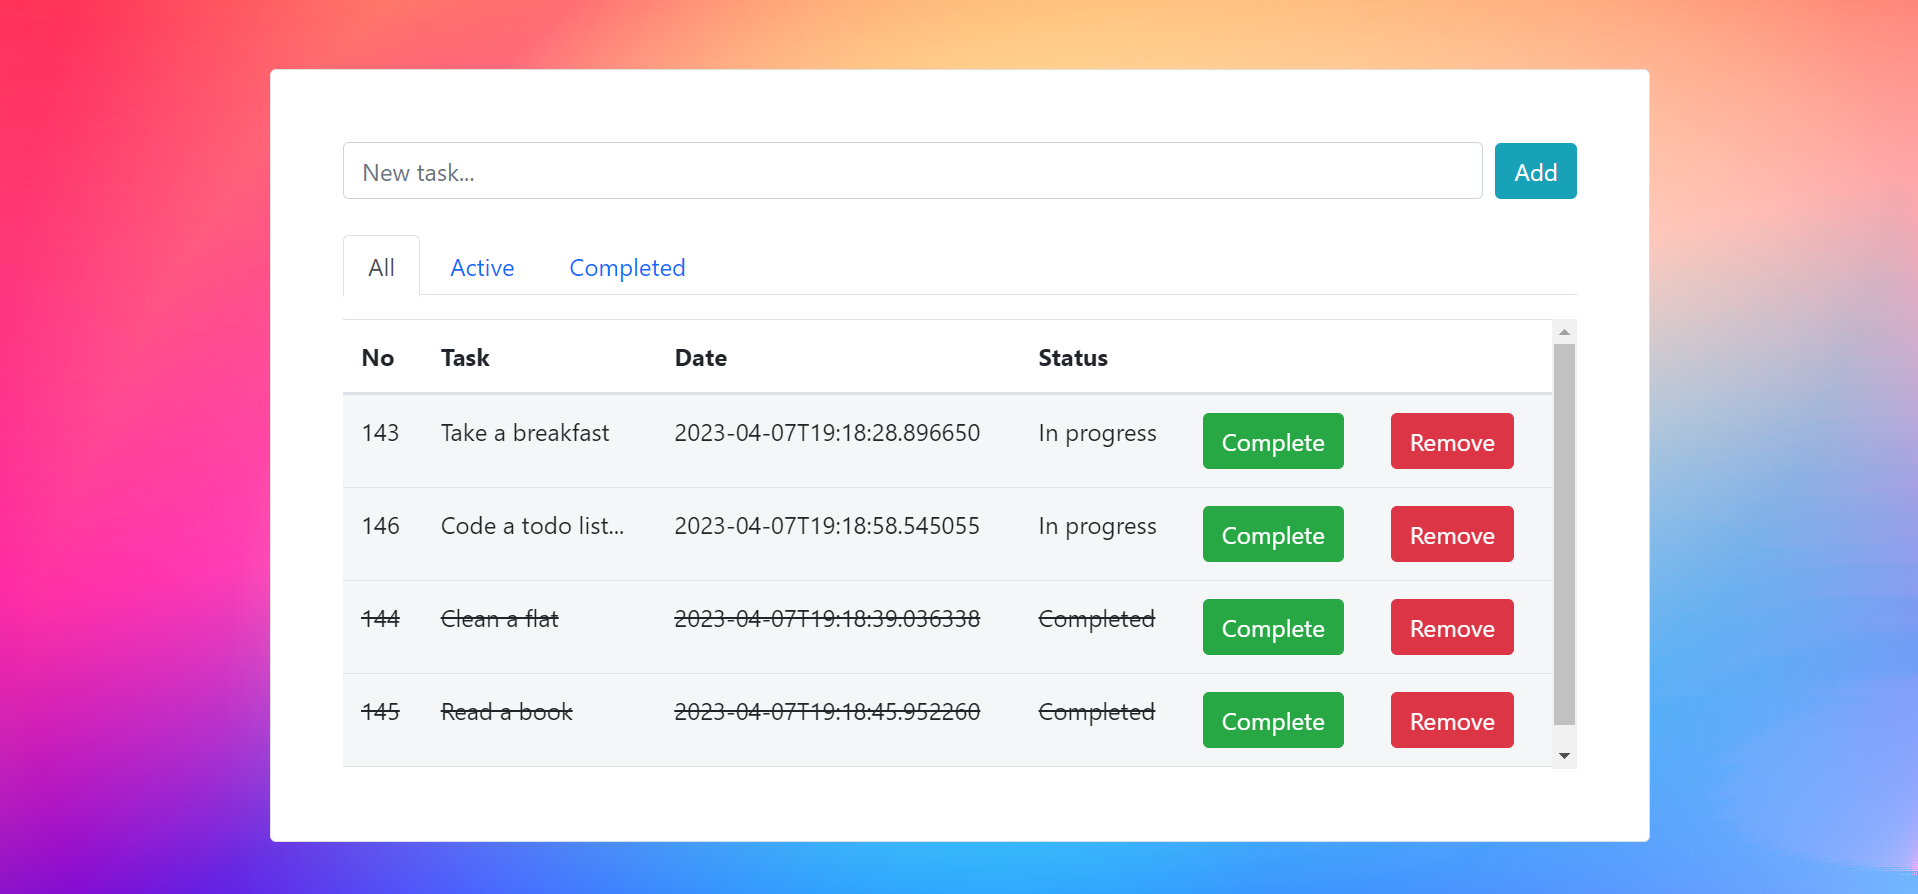 New task... Add
All Active Completed
No Task Date Status
143 Take a breakfast 2023-04-07T19:18:28.896650 In progress Complete Remove
146 Code a todo list... 2023-04-07T19:18:58.545055 In progress Complete Remove
144 Clean a flat 2023-04-07T19:18:39.036338 Completed Complete Remove
145 Read a book 2023-04-07T19:18:45.952260 Completed Complete Remove